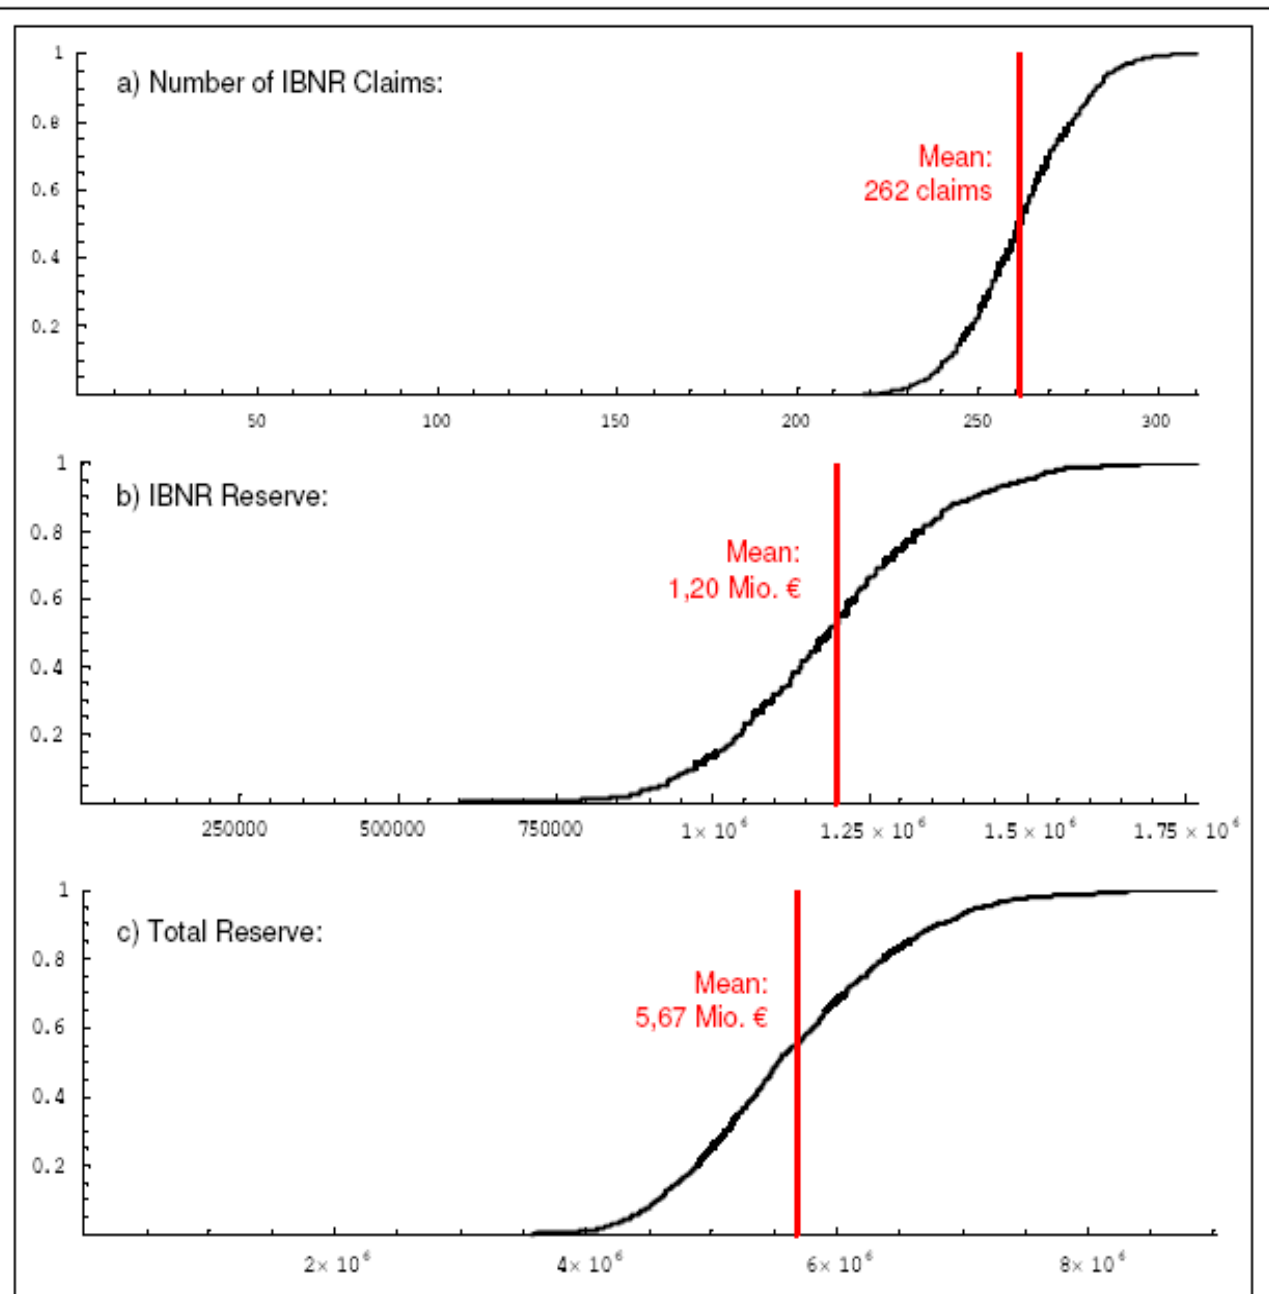 1
a) Number of IBNR Claims:
0.8
Mean:
0.6
262 claims
0.4
0.2
50 100 150 200 250 300
1
b) IBNR Reserve:
0.8
Mean:
0.6
1,20 Mio. €
0.4
0.2
250000 500000 750000 1× 10⁶ 1.25 × 10⁶ 1.5 × 10⁶ 1.75 × 10⁶
1
c) Total Reserve:
0.8
Mean:
0.6
5,67 Mio. €
0.4
0.2
2× 10⁶ 4× 10⁶ 6× 10⁶ 8× 10⁶